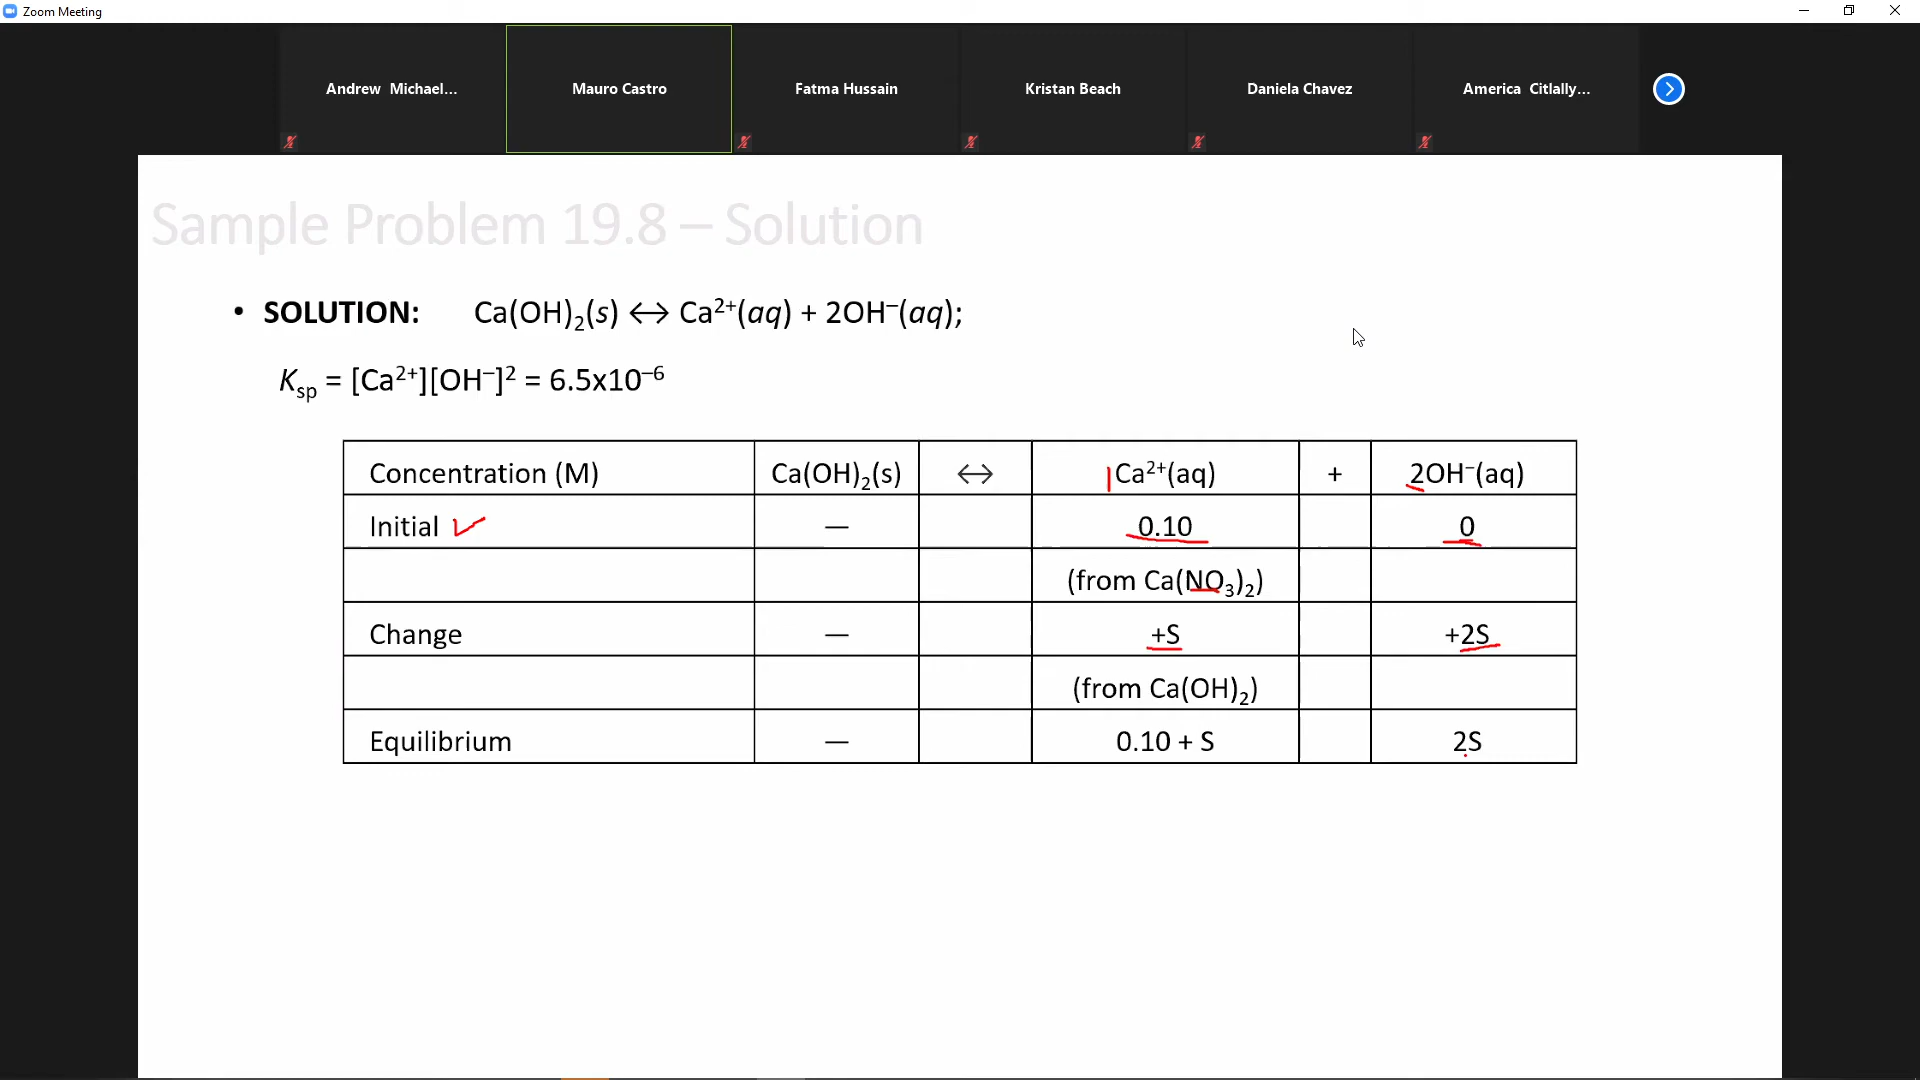 Zoom Meeting
Andrew Michael...
Mauro Castro
Fatma Hussain
Kristan Beach
Daniela Chavez
America Citlally...
Sample Problem 19.8 – Solution
• SOLUTION: Ca(OH)₂(s) ↔ Ca²⁺(aq) + 2OH⁻(aq);
Kₛₚ = [Ca²⁺][OH⁻]² = 6.5x10⁻⁶
Concentration (M) Ca(OH)₂(s) ↔ 1Ca²⁺(aq) + 2OH⁻(aq)
Initial ✓ — 0.10 0
(from Ca(NO₃)₂)
Change — +S +2S
(from Ca(OH)₂)
Equilibrium — 0.10 + S 2S